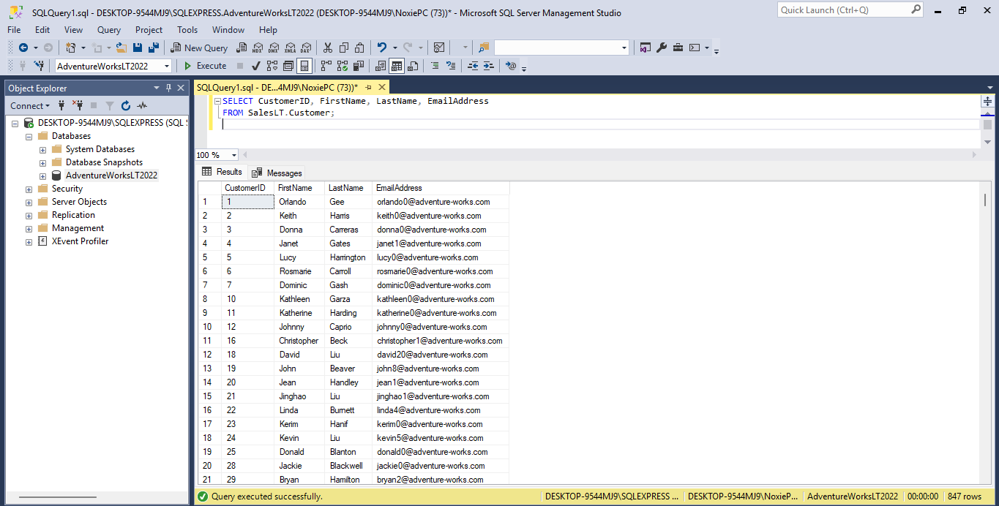 SQLQuery1.sql - DESKTOP-9544MJ9\SQLEXPRESS.AdventureWorksLT2022 (DESKTOP-9544MJ9\NoxiePC (73))* - Microsoft SQL Server Management Studio
Quick Launch (Ctrl+Q)
File Edit View Query Project Tools Window Help
New Query MDX DMX XMLA DAX
AdventureWorksLT2022 Execute
Object Explorer
Connect
DESKTOP-9544MJ9\SQLEXPRESS (SQL
Databases
System Databases
Database Snapshots
AdventureWorksLT2022
Security
Server Objects
Replication
Management
XEvent Profiler
SQLQuery1.sql - DE...4MJ9\NoxiePC (73))*
SELECT CustomerID, FirstName, LastName, EmailAddress
FROM SalesLT.Customer;
100 %
Results Messages
CustomerID FirstName LastName EmailAddress
1 1 Orlando Gee orlando0@adventure-works.com
2 2 Keith Harris keith0@adventure-works.com
3 3 Donna Carreras donna0@adventure-works.com
4 4 Janet Gates janet1@adventure-works.com
5 5 Lucy Harrington lucy0@adventure-works.com
6 6 Rosmarie Carroll rosmarie0@adventure-works.com
7 7 Dominic Gash dominic0@adventure-works.com
8 10 Kathleen Garza kathleen0@adventure-works.com
9 11 Katherine Harding katherine0@adventure-works.com
10 12 Johnny Caprio johnny0@adventure-works.com
11 16 Christopher Beck christopher1@adventure-works.com
12 18 David Liu david20@adventure-works.com
13 19 John Beaver john8@adventure-works.com
14 20 Jean Handley jean1@adventure-works.com
15 21 Jinghao Liu jinghao1@adventure-works.com
16 22 Linda Burnett linda4@adventure-works.com
17 23 Kerim Hanif kerim0@adventure-works.com
18 24 Kevin Liu kevin5@adventure-works.com
19 25 Donald Blanton donald0@adventure-works.com
20 28 Jackie Blackwell jackie0@adventure-works.com
21 29 Bryan Hamilton bryan2@adventure-works.com
Query executed successfully. DESKTOP-9544MJ9\SQLEXPRESS ... DESKTOP-9544MJ9\NoxieP... AdventureWorksLT2022 00:00:00 847 rows